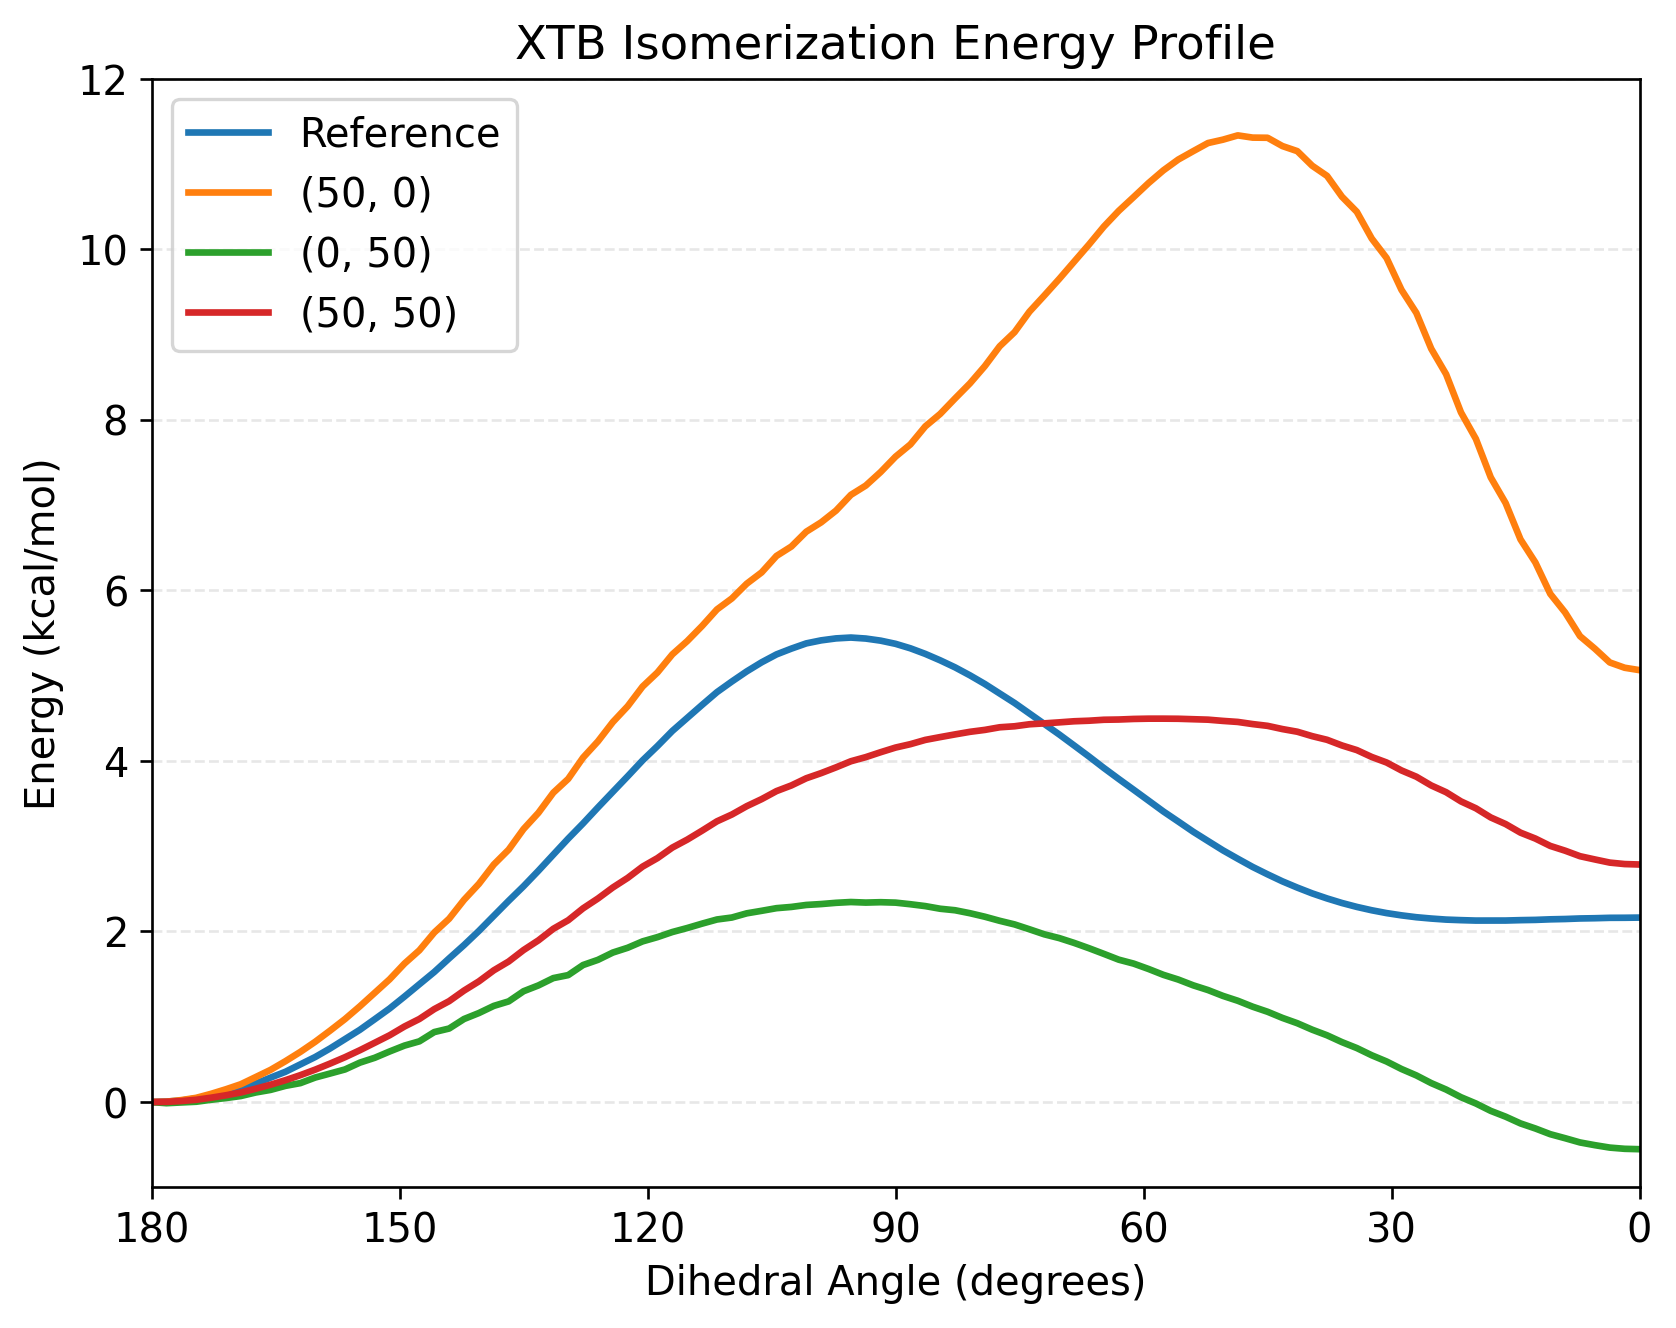 XTB Isomerization Energy Profile
Energy (kcal/mol)
12
10
8
6
4
2
0
Reference
(50, 0)
(0, 50)
(50, 50)
180 150 120 90 60 30 0
Dihedral Angle (degrees)